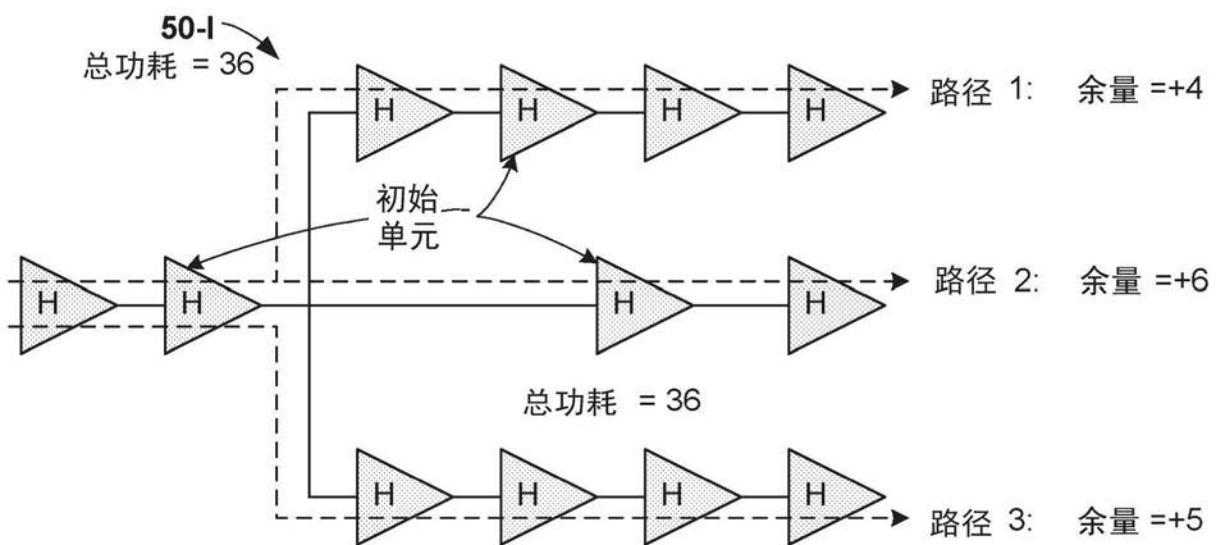 50-I
总功耗 = 36
H H H H
路径 1: 余量 =+4
初始
单元
H H H H
路径 2: 余量 =+6
总功耗 = 36
H H H H
路径 3: 余量 =+5